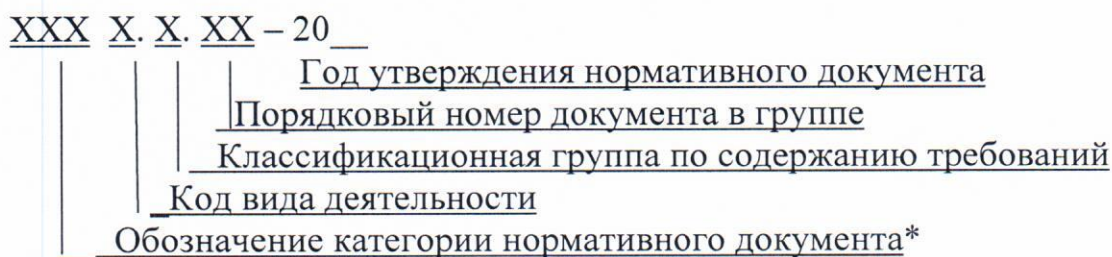 XXX X. X. XX – 20__
Год утверждения нормативного документа
Порядковый номер документа в группе
Классификационная группа по содержанию требований
Код вида деятельности
Обозначение категории нормативного документа*